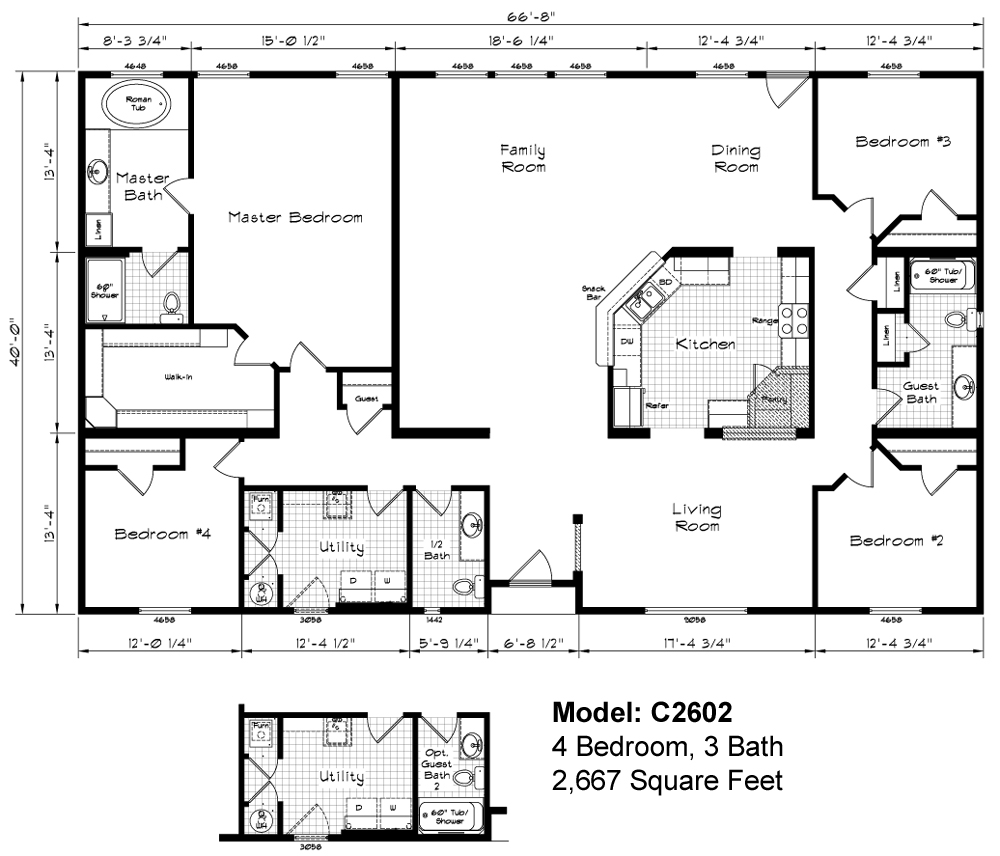 66'-8"
8'-3 3/4" 15'-0 1/2" 18'-6 1/4" 12'-4 3/4" 12'-4 3/4"
4648 4658 4658 4658 4658 4658 4658 4658
40'-0"
13'-4"
13'-4"
13'-4"
Roman
Tub
Master
Bath
Linen
60"
Shower
Master Bedroom
Walk-In
Guest
Family
Room
Dining
Room
Bedroom #3
Snack
Bar
BD
DW
Refer
Kitchen
Range
Pantry
Linen
60" Tub/
Shower
Linen
Guest
Bath
Bedroom #4
Furn
WH
Utility
D W
1/2
Bath
Living
Room
Bedroom #2
4658 3058 1442 9058 4658
12'-0 1/4" 12'-4 1/2" 5'-9 1/4" 6'-8 1/2" 17'-4 3/4" 12'-4 3/4"
Furn
WH
Utility
D W
Opt.
Guest
Bath
2
60" Tub/
Shower
3058
Model: C2602
4 Bedroom, 3 Bath
2,667 Square Feet